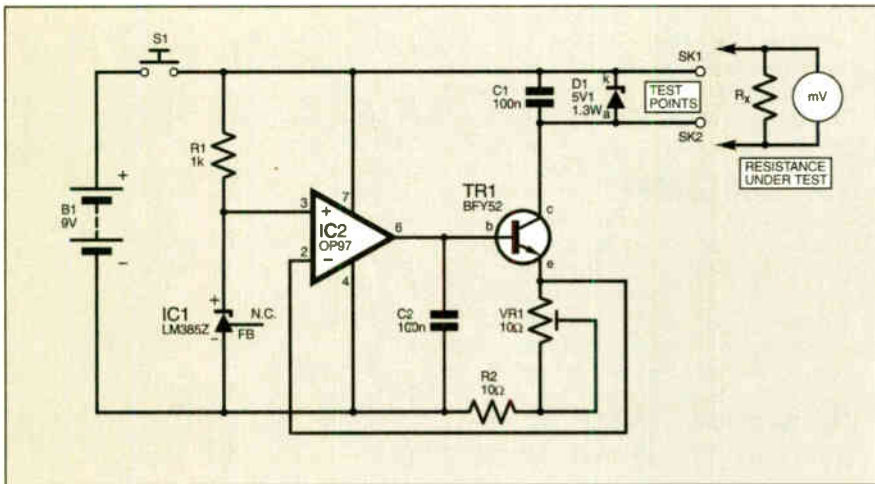 S1
B1
9V
+
−
R1
1k
IC1
LM385Z
+
−
N.C.
FB
3
+
2
−
7
4
6
IC2
OP97
C2
100n
TR1
BFY52
b
c
e
VR1
10Ω
R2
10Ω
C1
100n
D1
5V1
1.3W
k
a
TEST
POINTS
SK1
SK2
Rx
mV
RESISTANCE
UNDER TEST